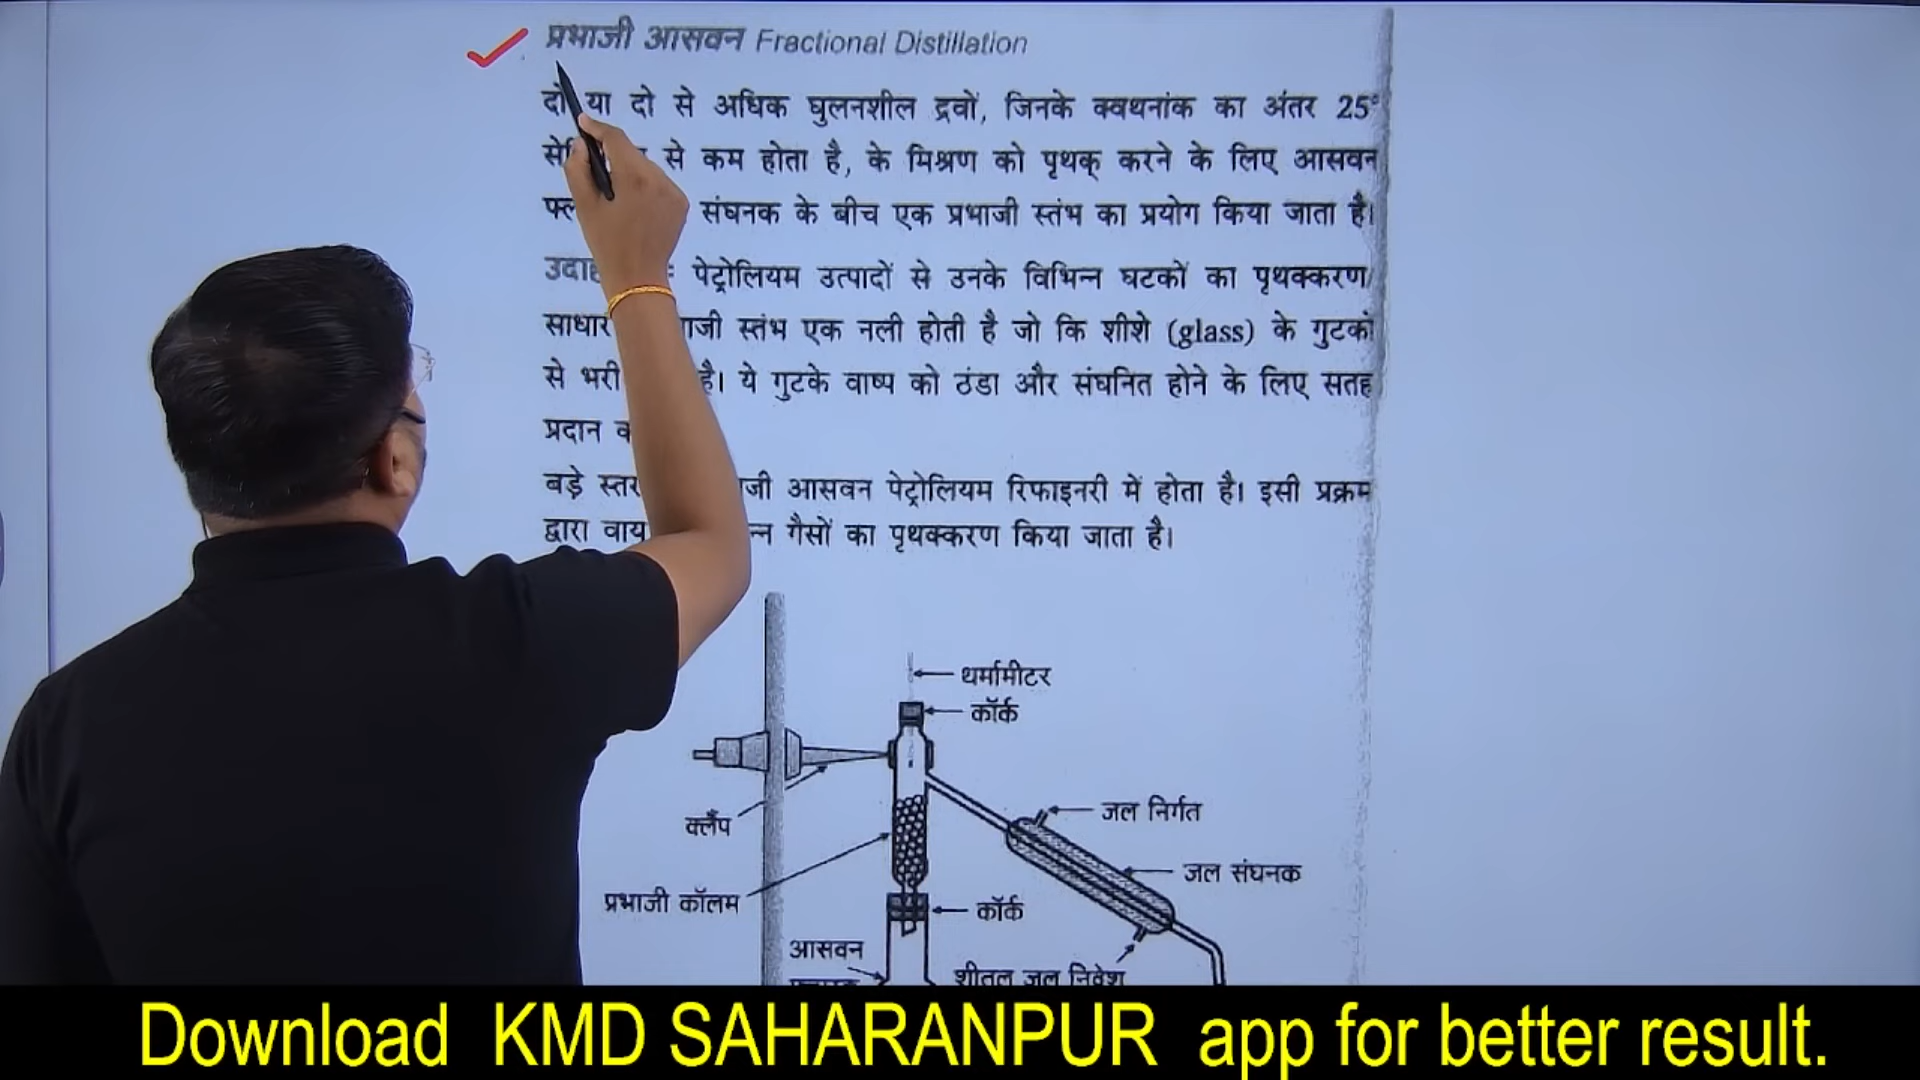 प्रभाजी आसवन Fractional Distillation
या दो से अधिक घुलनशील द्रवों, जिनके क्वथनांक का अंतर 25°
से कम होता है, के मिश्रण को पृथक् करने के लिए आसवन
संघनक के बीच एक प्रभाजी स्तंभ का प्रयोग किया जाता है।
पेट्रोलियम उत्पादों से उनके विभिन्न घटकों का पृथक्करण
स्तंभ एक नली होती है जो कि शीशे (glass) के गुटकों
से भरी है। ये गुटके वाष्प को ठंडा और संघनित होने के लिए सतह
प्रदान
बड़े स्तर आसवन पेट्रोलियम रिफाइनरी में होता है। इसी प्रक्रम
द्वारा गैसों का पृथक्करण किया जाता है।
थर्मामीटर
कॉर्क
क्लैंप
जल निर्गत
जल संघनक
प्रभाजी कॉलम
कॉर्क
आसवन
शीतल जल निवेश
Download KMD SAHARANPUR app for better result.